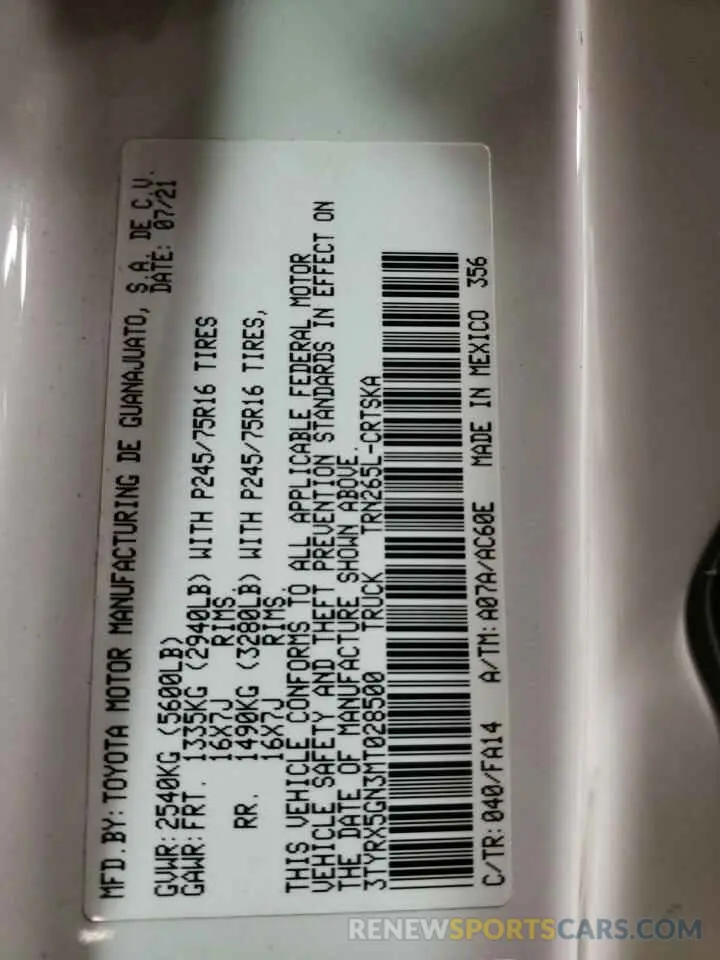 MFD.BY:TOYOTA MOTOR MANUFACTURING DE GUANAJUATO, S.A. DE C.V.
DATE: 07/21
GVWR:2540KG (5600LB)
GAWR:FRT. 1335KG (2940LB) WITH P245/75R16 TIRES
16X7J RIMS.
RR. 1490KG (3280LB) WITH P245/75R16 TIRES,
16X7J RIMS.
THIS VEHICLE CONFORMS TO ALL APPLICABLE FEDERAL MOTOR
VEHICLE SAFETY AND THEFT PREVENTION STANDARDS IN EFFECT ON
THE DATE OF MANUFACTURE SHOWN ABOVE.
3TYRX5GN3MT028500 TRUCK TRN265L-CRTSKA
C/TR:040/FA14 A/TM:A07A/AC60E MADE IN MEXICO 356
RENEWSPORTSCARS.COM